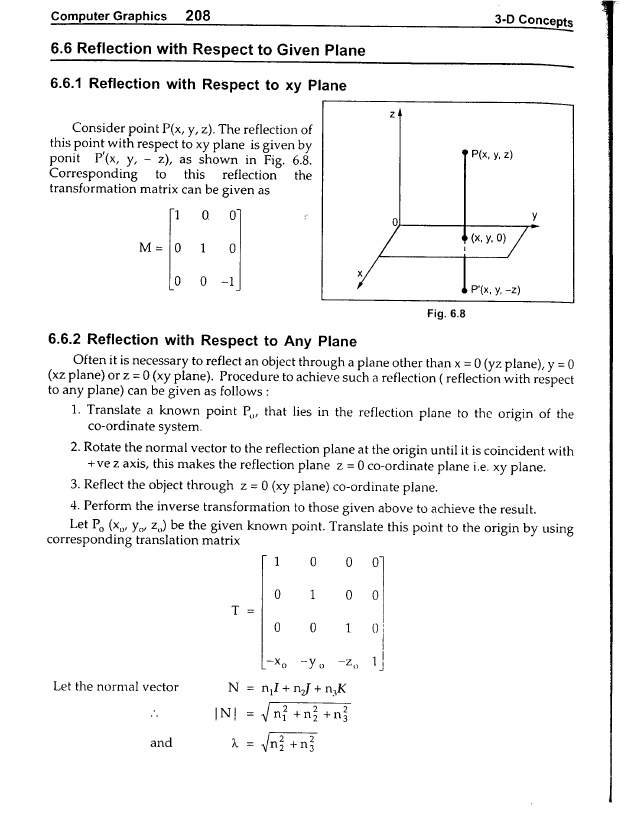 Computer Graphics 208 3-D Concepts
6.6 Reflection with Respect to Given Plane
6.6.1 Reflection with Respect to xy Plane
Consider point P(x, y, z). The reflection of
this point with respect to xy plane is given by
ponit P'(x, y, − z), as shown in Fig. 6.8.
Corresponding to this reflection the
transformation matrix can be given as
M = [1 0 0
0 1 0
0 0 −1]
z
P(x, y, z)
0
y
(x, y, 0)
x
P'(x, y, −z)
Fig. 6.8
6.6.2 Reflection with Respect to Any Plane
Often it is necessary to reflect an object through a plane other than x = 0 (yz plane), y = 0
(xz plane) or z = 0 (xy plane). Procedure to achieve such a reflection ( reflection with respect
to any plane) can be given as follows :
1. Translate a known point Pₒ, that lies in the reflection plane to the origin of the
co-ordinate system.
2. Rotate the normal vector to the reflection plane at the origin until it is coincident with
+ve z axis, this makes the reflection plane z = 0 co-ordinate plane i.e. xy plane.
3. Reflect the object through z = 0 (xy plane) co-ordinate plane.
4. Perform the inverse transformation to those given above to achieve the result.
Let Pₒ (xₒ, yₒ, zₒ) be the given known point. Translate this point to the origin by using
corresponding translation matrix
T = [1 0 0 0
0 1 0 0
0 0 1 0
−xₒ −yₒ −zₒ 1]
Let the normal vector N = n₁I + n₂J + n₃K
∴ |N| = √(n₁² + n₂² + n₃²)
and λ = √(n₂² + n₃²)